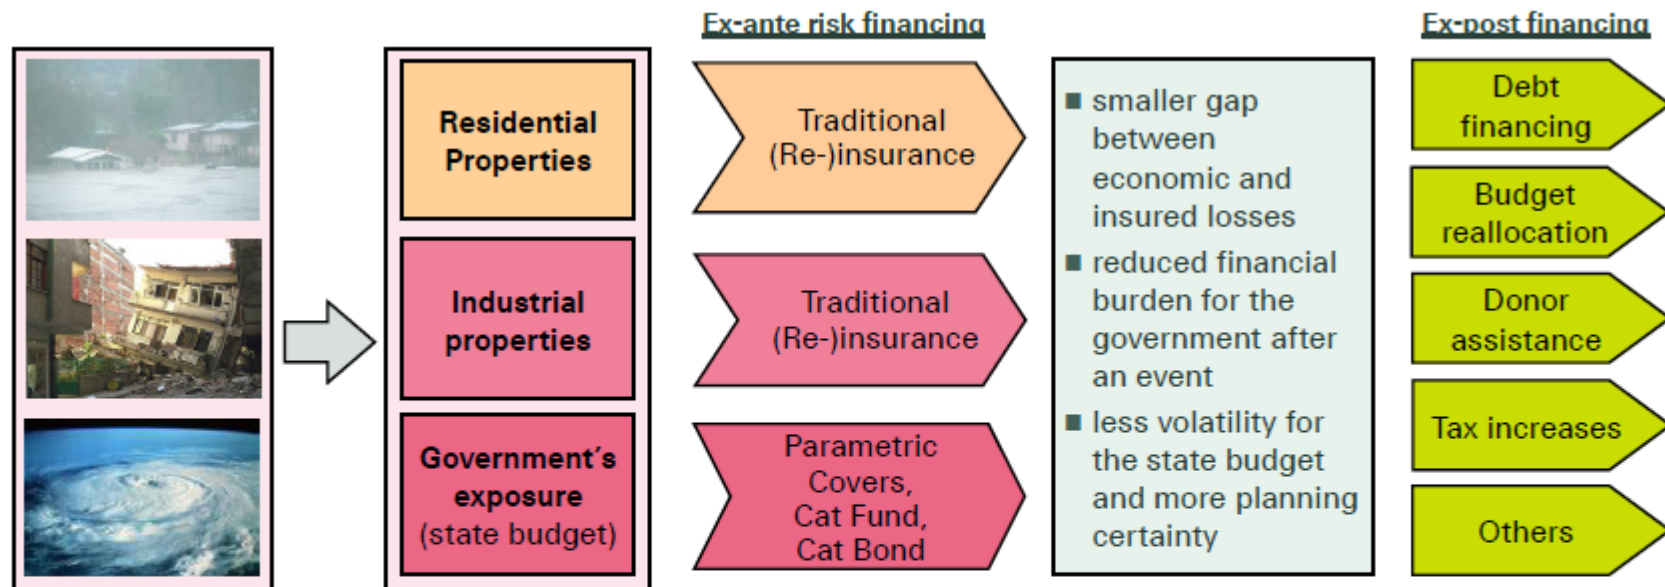 Ex-ante risk financing
Ex-post financing
Residential
Properties
Traditional
(Re-)insurance
Industrial
properties
Traditional
(Re-)insurance
Government´s
exposure
(state budget)
Parametric
Covers,
Cat Fund,
Cat Bond
■ smaller gap
between
economic and
insured losses
■ reduced financial
burden for the
government after
an event
■ less volatility for
the state budget
and more planning
certainty
Debt
financing
Budget
reallocation
Donor
assistance
Tax increases
Others